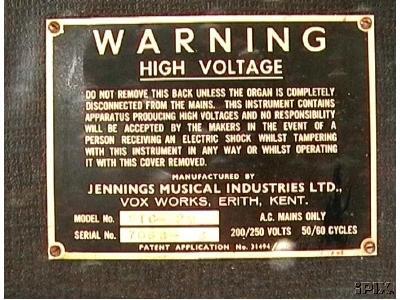 WARNING
HIGH VOLTAGE
DO NOT REMOVE THIS BACK UNLESS THE ORGAN IS COMPLETELY
DISCONNECTED FROM THE MAINS. THIS INSTRUMENT CONTAINS
APPARATUS PRODUCING HIGH VOLTAGES AND NO RESPONSIBILITY
WILL BE ACCEPTED BY THE MAKERS IN THE EVENT OF A
PERSON RECEIVING AN ELECTRIC SHOCK WHILST TAMPERING
WITH THIS INSTRUMENT IN ANY WAY OR WHILST OPERATING
IT WITH THIS COVER REMOVED.
MANUFACTURED BY
JENNINGS MUSICAL INDUSTRIES LTD.,
VOX WORKS, ERITH, KENT.
MODEL No. A.C. MAINS ONLY
SERIAL No. 200/250 VOLTS 50/60 CYCLES
PATENT APPLICATION No. 31494/
iPIX